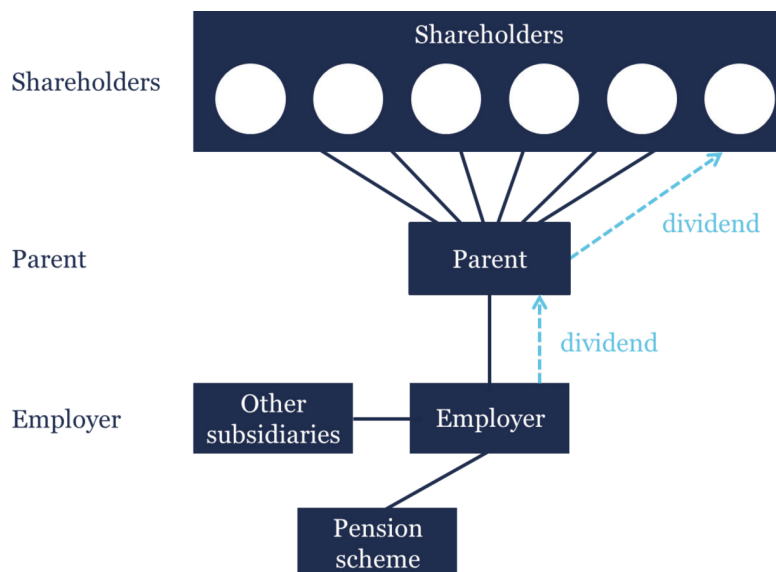 Shareholders
Shareholders
dividend
Parent
Parent
dividend
Employer
Other
subsidiaries
Employer
Pension
scheme